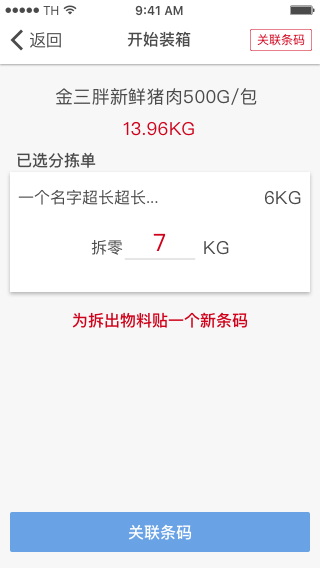 TH 9:41 AM
返回 开始装箱 关联条码
金三胖新鲜猪肉500G/包
13.96KG
已选分拣单
一个名字超长超长... 6KG
拆零 7 KG
为拆出物料贴一个新条码
关联条码